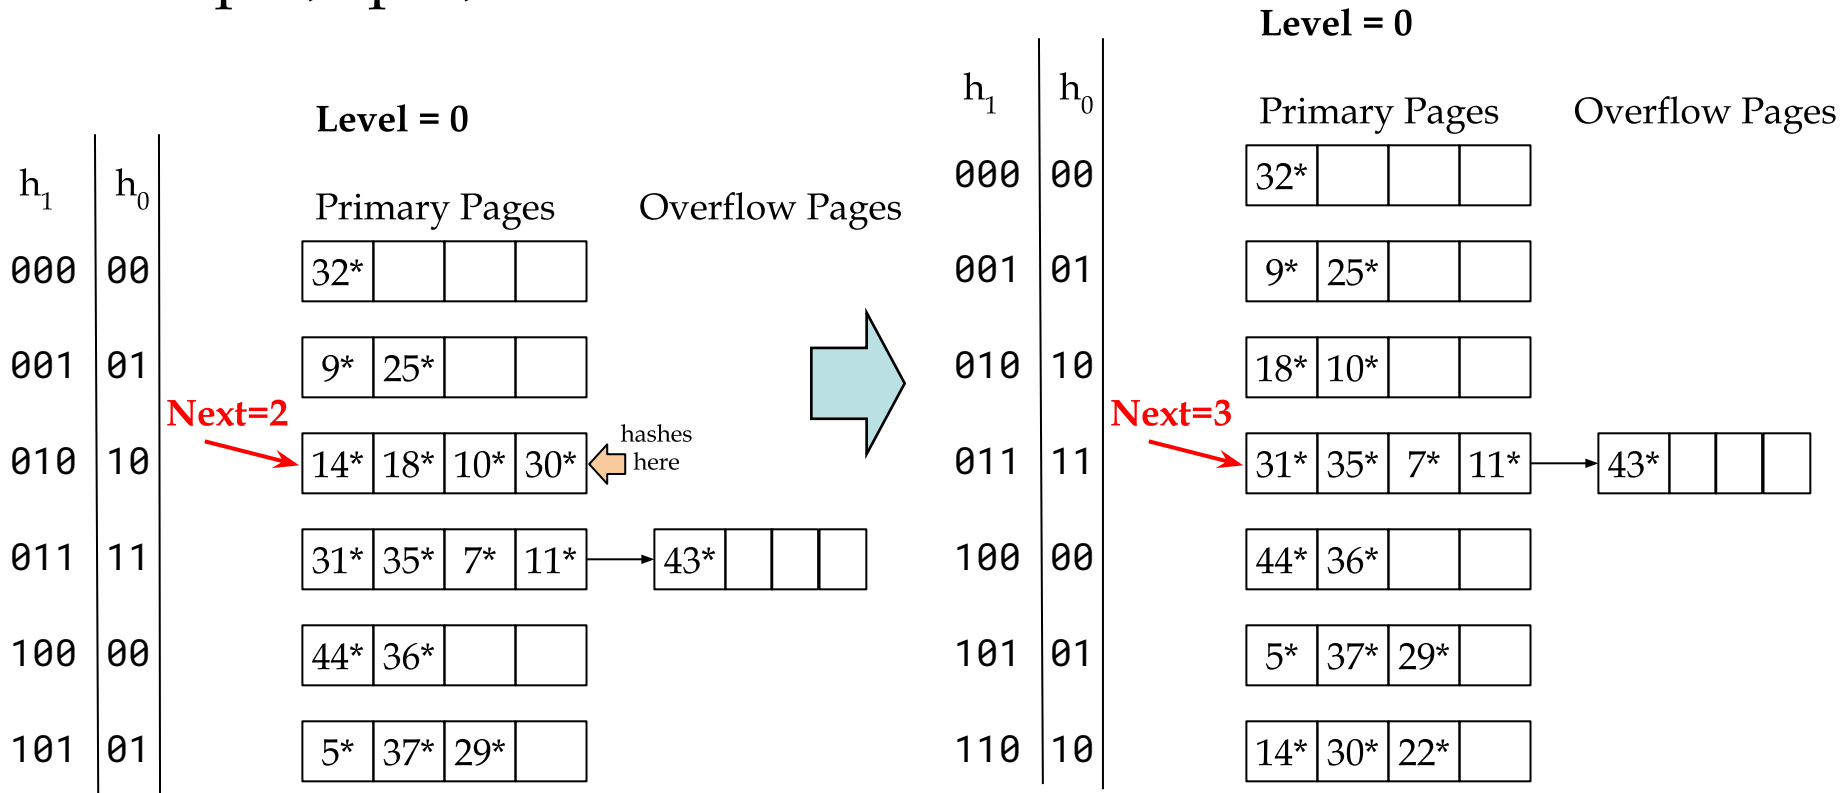 Level = 0
h1 h0
Primary Pages Overflow Pages
000 00 32*
001 01 9* 25*
Next=2
hashes here
010 10 14* 18* 10* 30*
011 11 31* 35* 7* 11* 43*
100 00 44* 36*
101 01 5* 37* 29*
Level = 0
h1 h0
Primary Pages Overflow Pages
000 00 32*
001 01 9* 25*
010 10 18* 10*
Next=3
011 11 31* 35* 7* 11* 43*
100 00 44* 36*
101 01 5* 37* 29*
110 10 14* 30* 22*